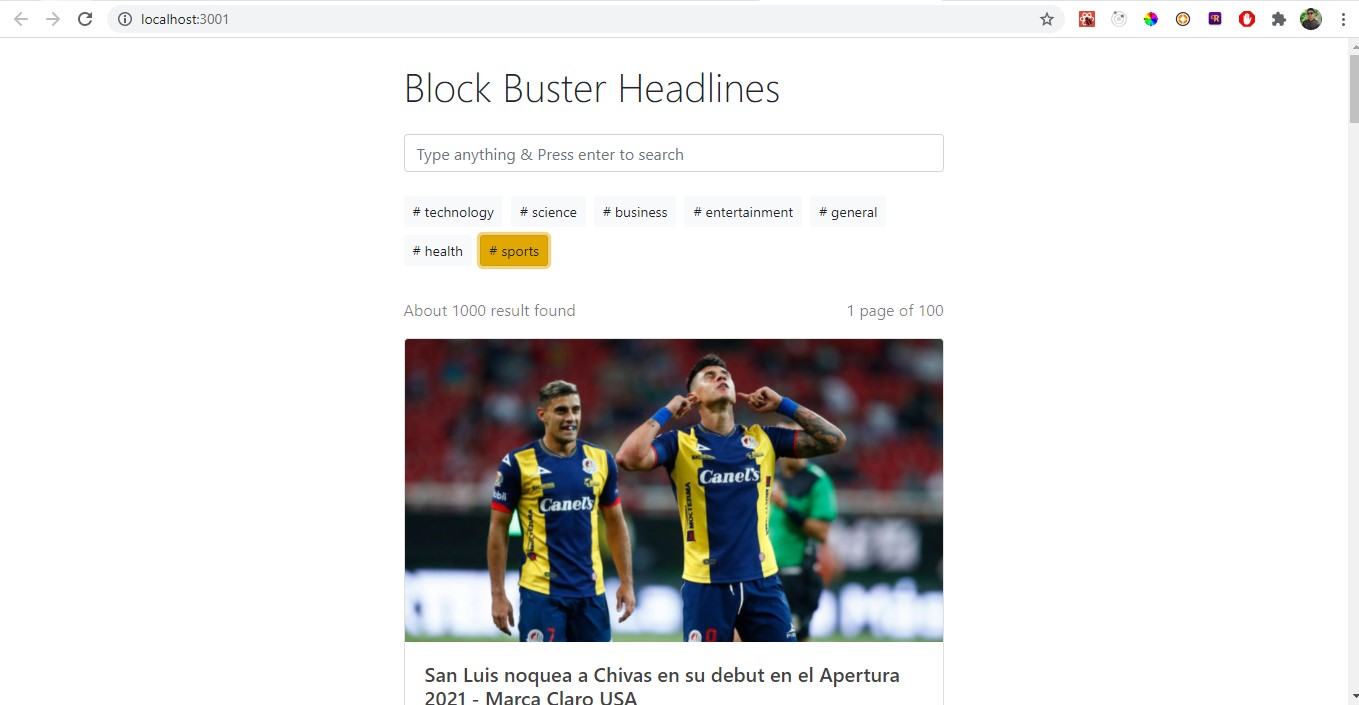 localhost:3001
Block Buster Headlines
Type anything & Press enter to search
# technology # science # business # entertainment # general
# health # sports
About 1000 result found 1 page of 100
Canel's
Canel's
San Luis noquea a Chivas en su debut en el Apertura
2021 - Marca Claro USA